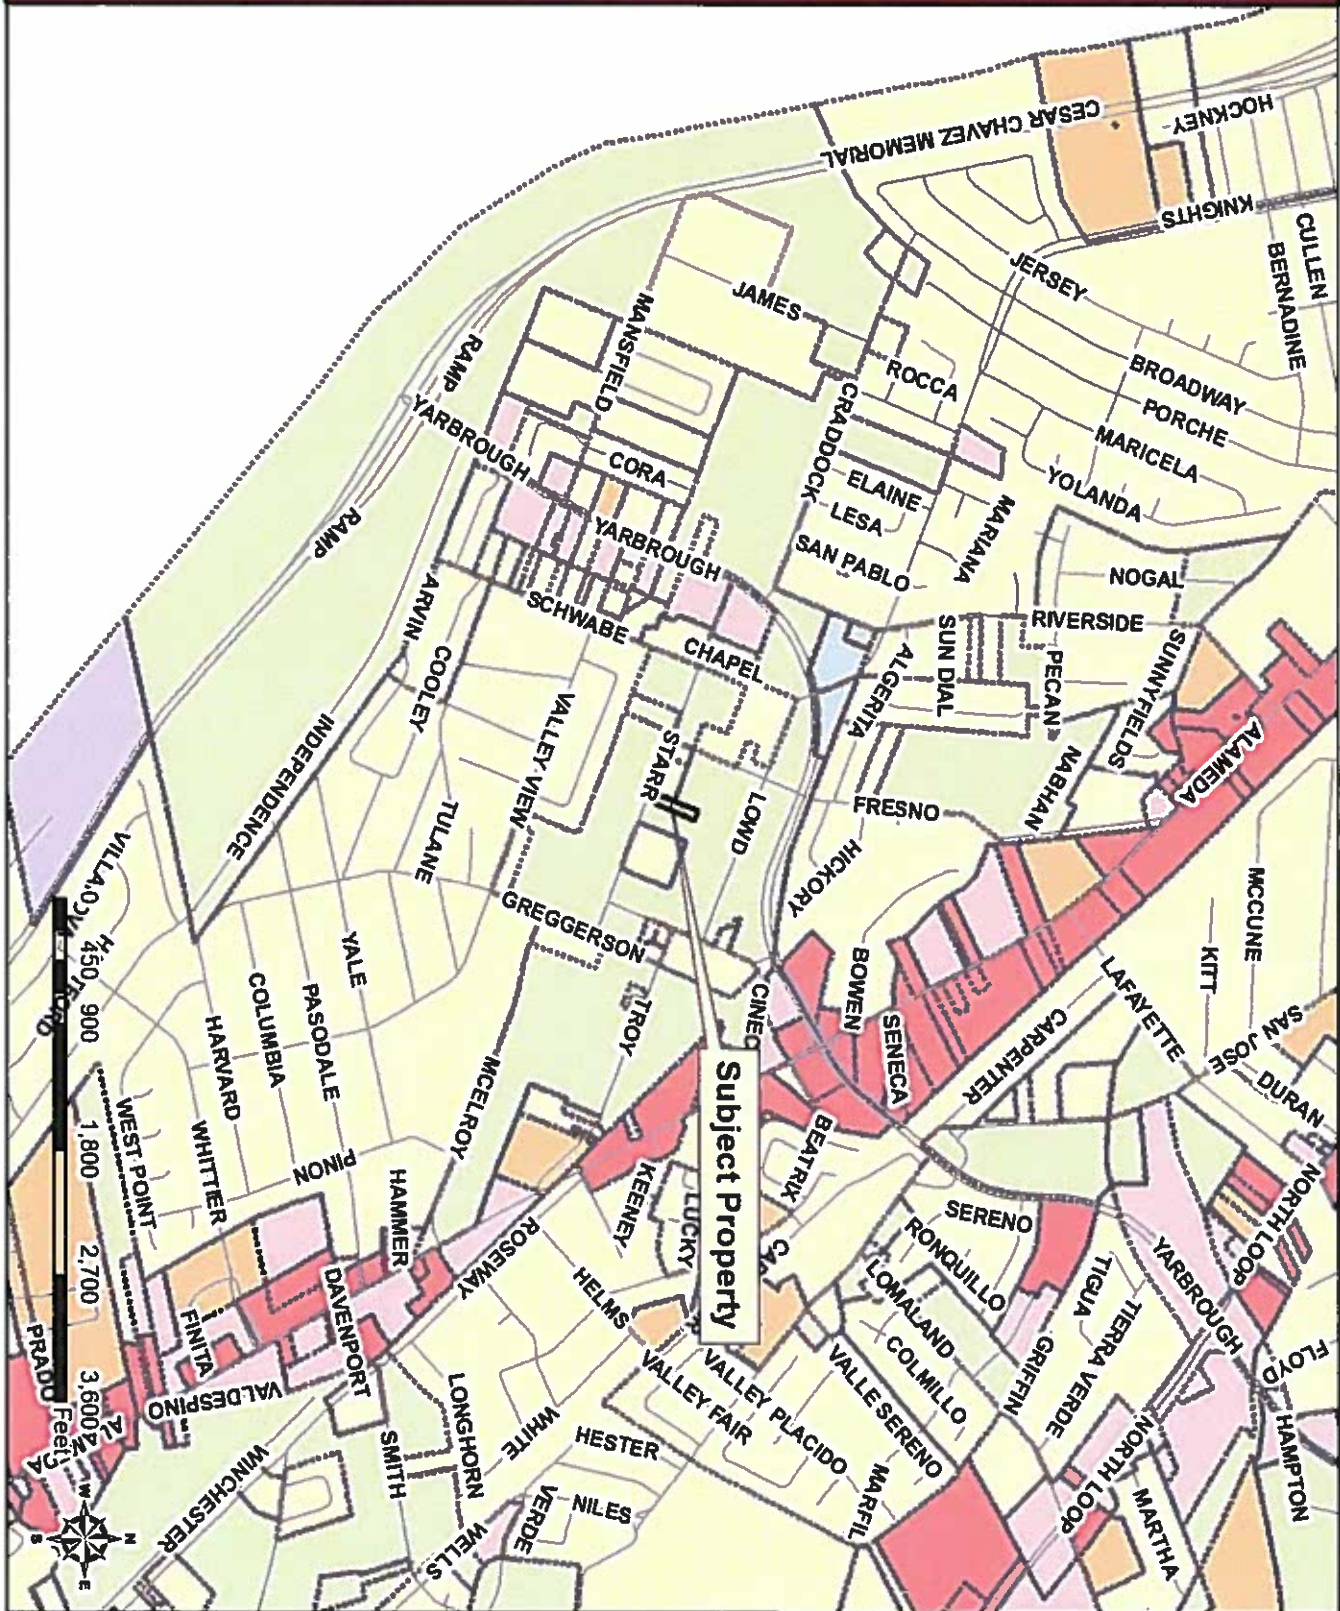 HOCKNEY
CESAR CHAVEZ MEMORIAL
KNIGHTS
CULLEN
BERNADINE
JERSEY
JAMES
MANSFIELD
RAMP
BROADWAY
ROCCA
PORCHE
CRADDOCK
MARICELA
YARBROUGH
CORA
ELAINE
YOLANDA
LESA
MARIANA
RAMP
YARBROUGH
SAN PABLO
NOGAL
ARVIN
SCHWABE
RIVERSIDE
CHAPEL
SUN DIAL
PECAN
SUNNYFIELDS
COOLEY
ALGERITA
VALLEY VIEW
STARR
ALAMEDA
NABHAN
INDEPENDENCE
LOWD
FRESNO
TULANE
HICKORY
MCCUNE
KITT
GREGGERSON
YALE
BOWEN
LAFAYETTE
COLUMBIA
PASODALE
TROY
SENECA
CARPENTER
SAN JOSE
HARVARD
DURAN
Subject Property
MCELROY
WEST POINT
WHITTIER
PINON
BEATRIX
HAMMER
KEENEY
LUCKY
SERENO
NORTH LOOP
ROSEWAY
RONQUILLO
YARBROUGH
HELMS
LOMALAND
TIGUA
TIERRA VERDE
DAVENPORT
FINITA
COLMILLO
GRIFFIN
FLOYD
VALDESPINO
VALLEY FAIR
VALLEY PLACIDO
VALLE SERENO
HAMPTON
LONGHORN
WHITE
HESTER
NORTH LOOP
SMITH
MARFIL
MARTHA
WINCHESTER
VERDE
NILES
WELLS
450 900 1,800 2,700 3,600
Feet
N
E
S
W